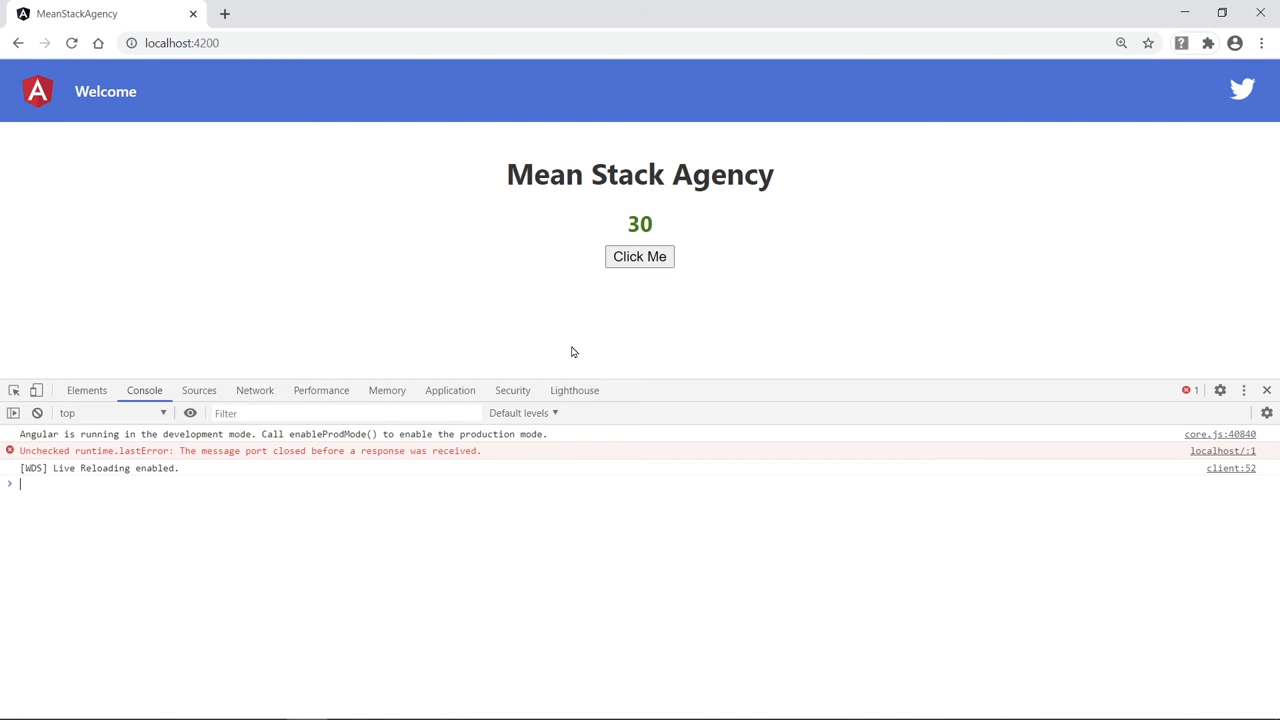 MeanStackAgency
localhost:4200
Welcome
Mean Stack Agency
30
Click Me
Elements Console Sources Network Performance Memory Application Security Lighthouse 1
top Filter Default levels
Angular is running in the development mode. Call enableProdMode() to enable the production mode. core.js:40840
Unchecked runtime.lastError: The message port closed before a response was received. localhost/:1
[WDS] Live Reloading enabled. client:52
>